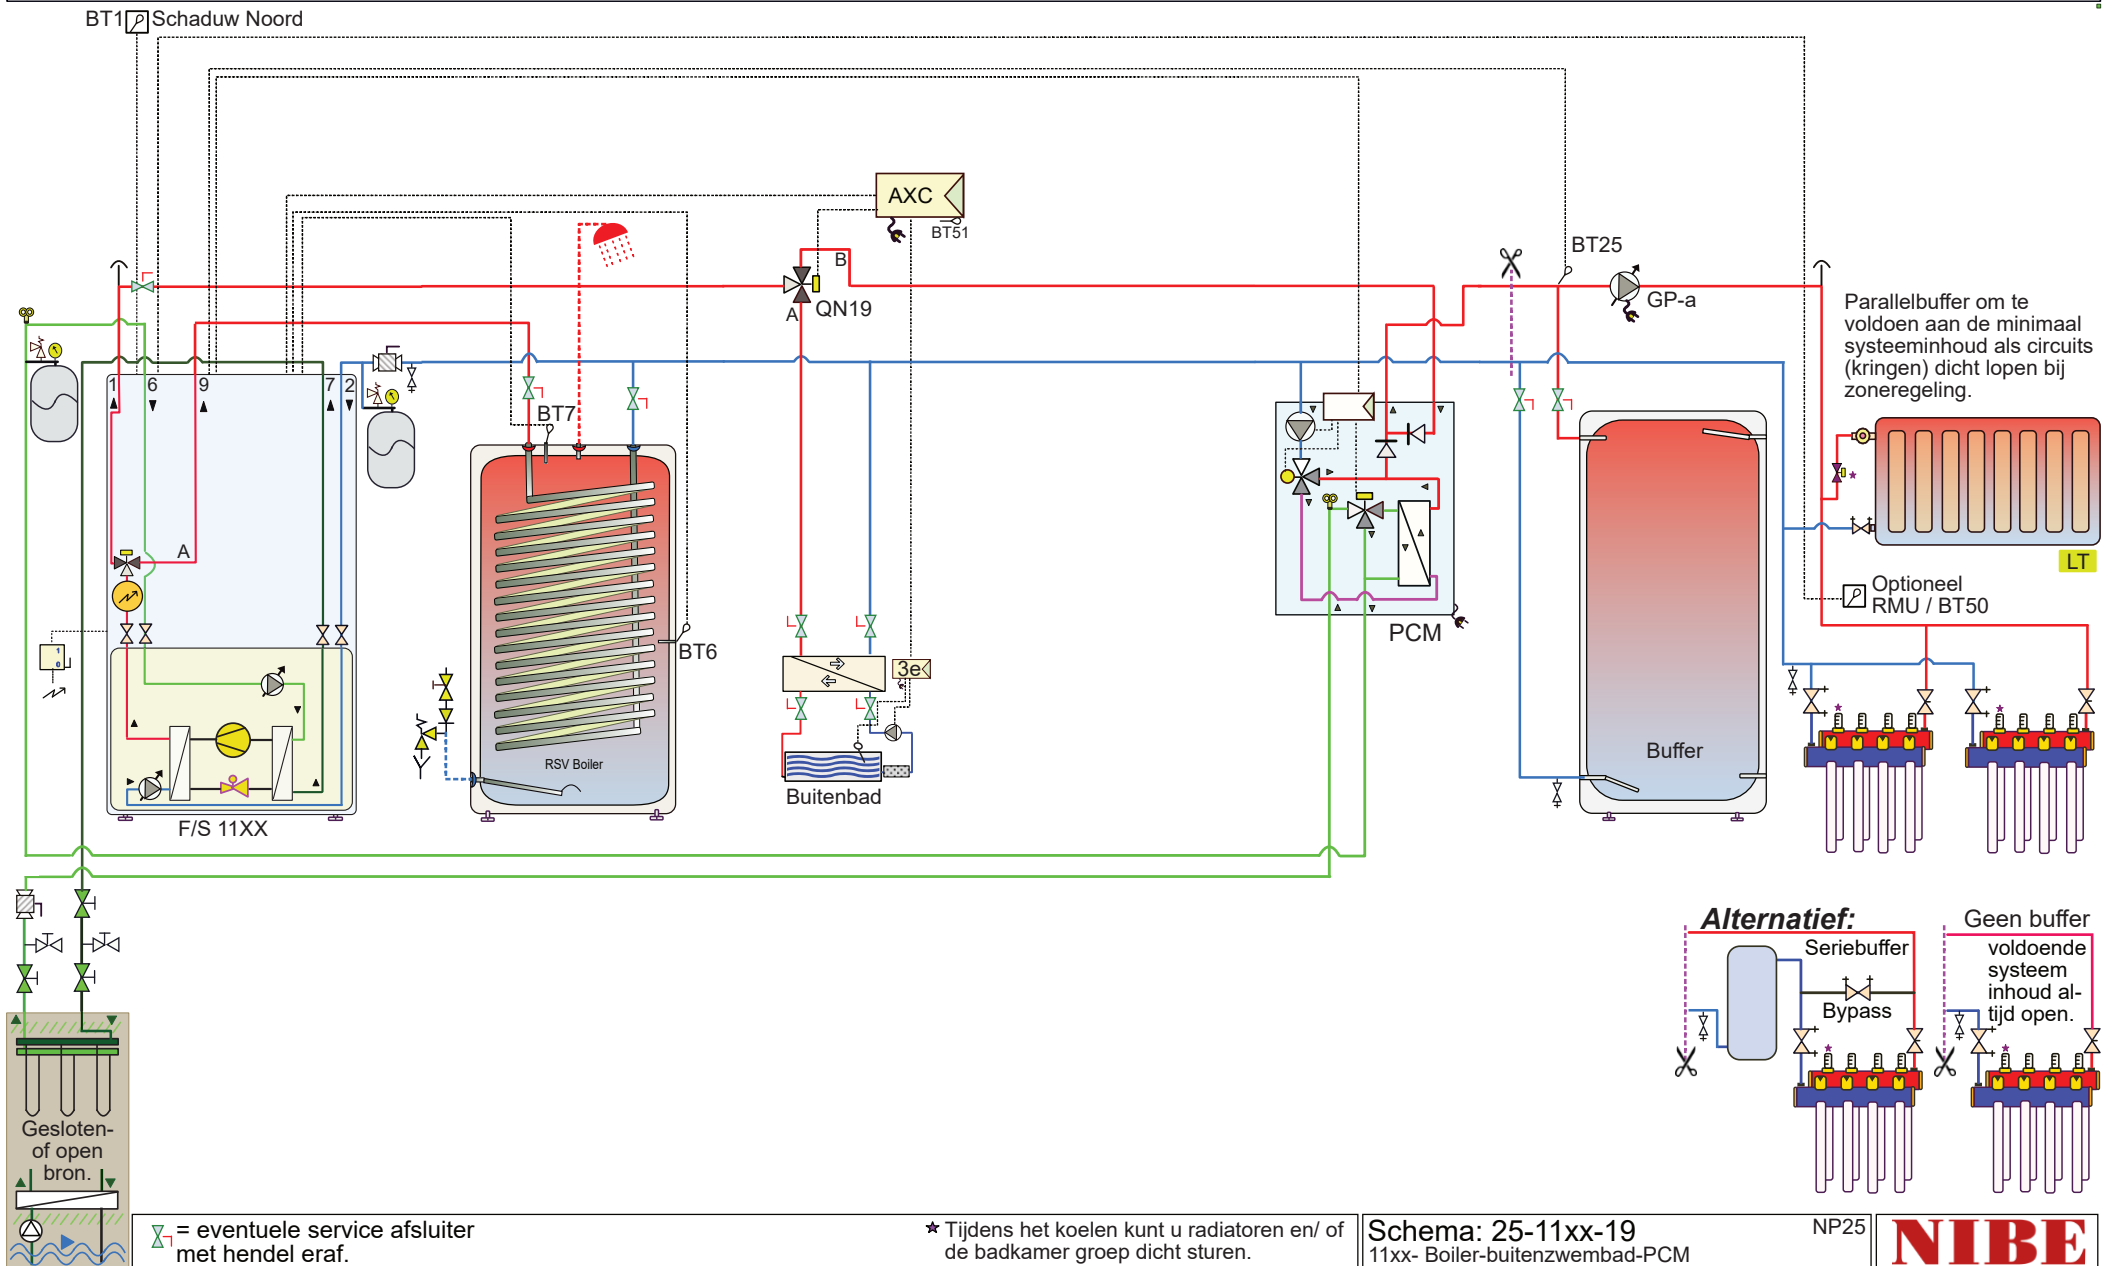 BT1 Schaduw Noord
AXC
BT51
B
QN19
A
BT25
GP-a
Parallelbuffer om te
voldoen aan de minimaal
systeeminhoud als circuits
(kringen) dicht lopen bij
zoneregeling.
1 6 9 7 2
A
BT7
LT
Optioneel
RMU / BT50
PCM
BT6
3e
1
0
RSV Boiler
Buffer
Buitenbad
F/S 11XX
Alternatief:
Seriebuffer
Bypass
Geen buffer
voldoende
systeem
inhoud al-
tijd open.
Gesloten-
of open
bron.
= eventuele service afsluiter
met hendel eraf.
★ Tijdens het koelen kunt u radiatoren en/ of
de badkamer groep dicht sturen.
Schema: 25-11xx-19
11xx- Boiler-buitenzwembad-PCM
NP25
NIBE